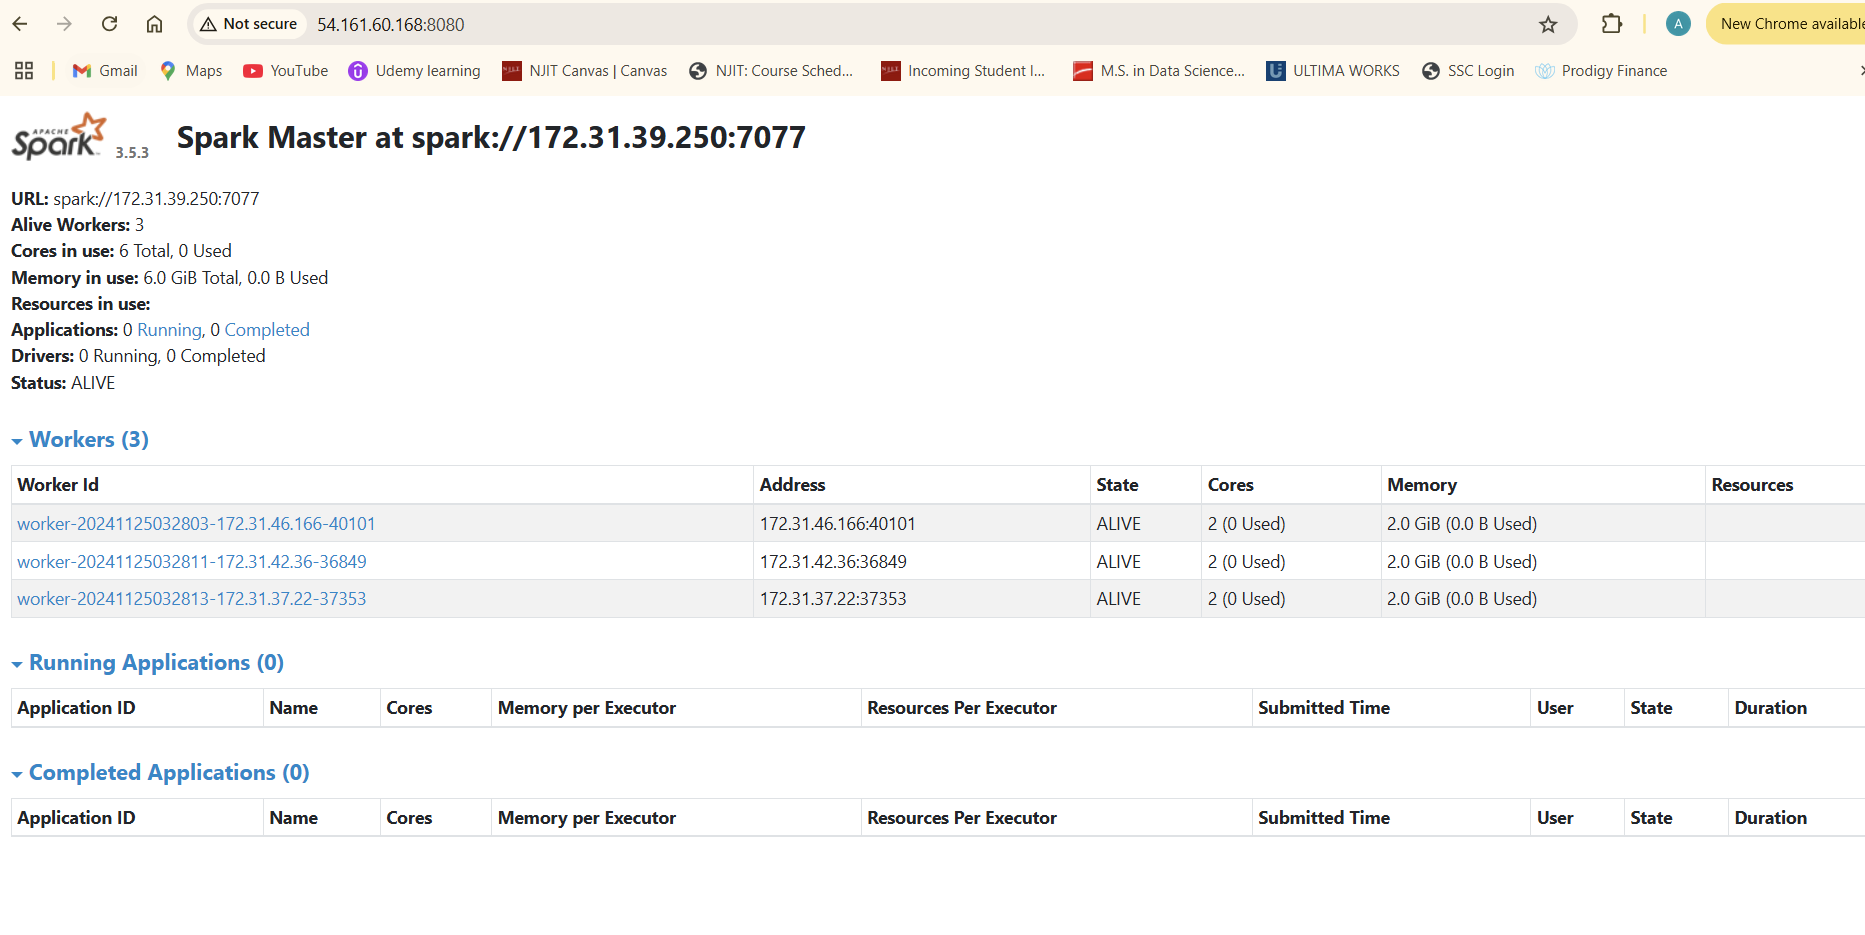 Not secure 54.161.60.168:8080 A New Chrome available
Gmail Maps YouTube Udemy learning NJIT Canvas | Canvas NJIT: Course Sched... Incoming Student I... M.S. in Data Science... ULTIMA WORKS SSC Login Prodigy Finance
APACHE Spark 3.5.3 Spark Master at spark://172.31.39.250:7077
URL: spark://172.31.39.250:7077
Alive Workers: 3
Cores in use: 6 Total, 0 Used
Memory in use: 6.0 GiB Total, 0.0 B Used
Resources in use:
Applications: 0 Running, 0 Completed
Drivers: 0 Running, 0 Completed
Status: ALIVE
Workers (3)
Worker Id Address State Cores Memory Resources
worker-20241125032803-172.31.46.166-40101 172.31.46.166:40101 ALIVE 2 (0 Used) 2.0 GiB (0.0 B Used)
worker-20241125032811-172.31.42.36-36849 172.31.42.36:36849 ALIVE 2 (0 Used) 2.0 GiB (0.0 B Used)
worker-20241125032813-172.31.37.22-37353 172.31.37.22:37353 ALIVE 2 (0 Used) 2.0 GiB (0.0 B Used)
Running Applications (0)
Application ID Name Cores Memory per Executor Resources Per Executor Submitted Time User State Duration
Completed Applications (0)
Application ID Name Cores Memory per Executor Resources Per Executor Submitted Time User State Duration